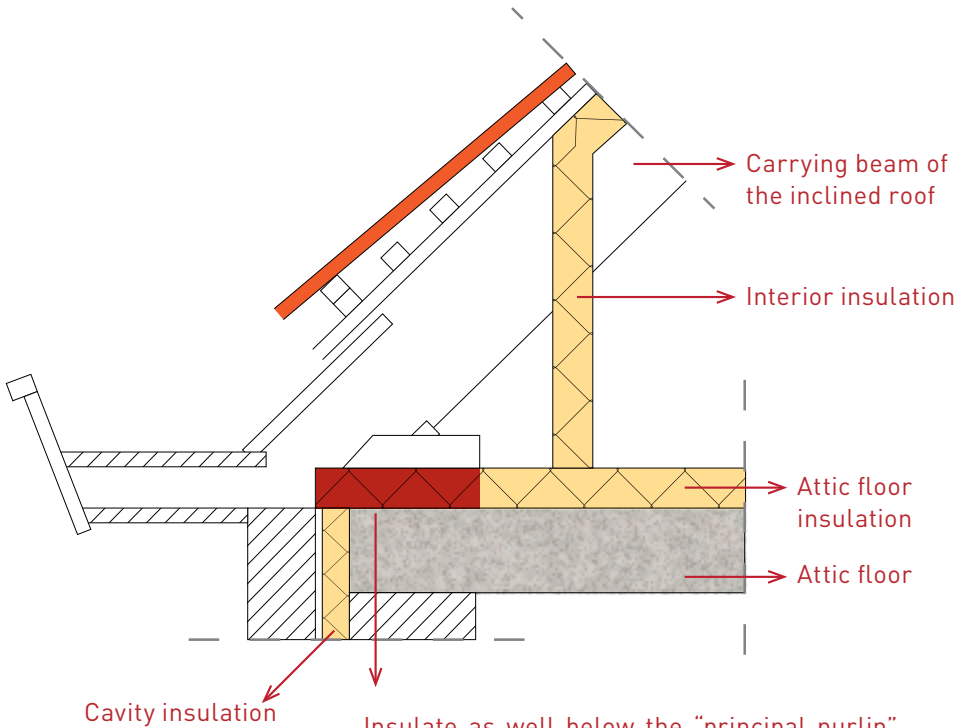 Carrying beam of
the inclined roof
Interior insulation
Attic floor
insulation
Attic floor
Cavity insulation
Insulate as well below the “principal purlin”